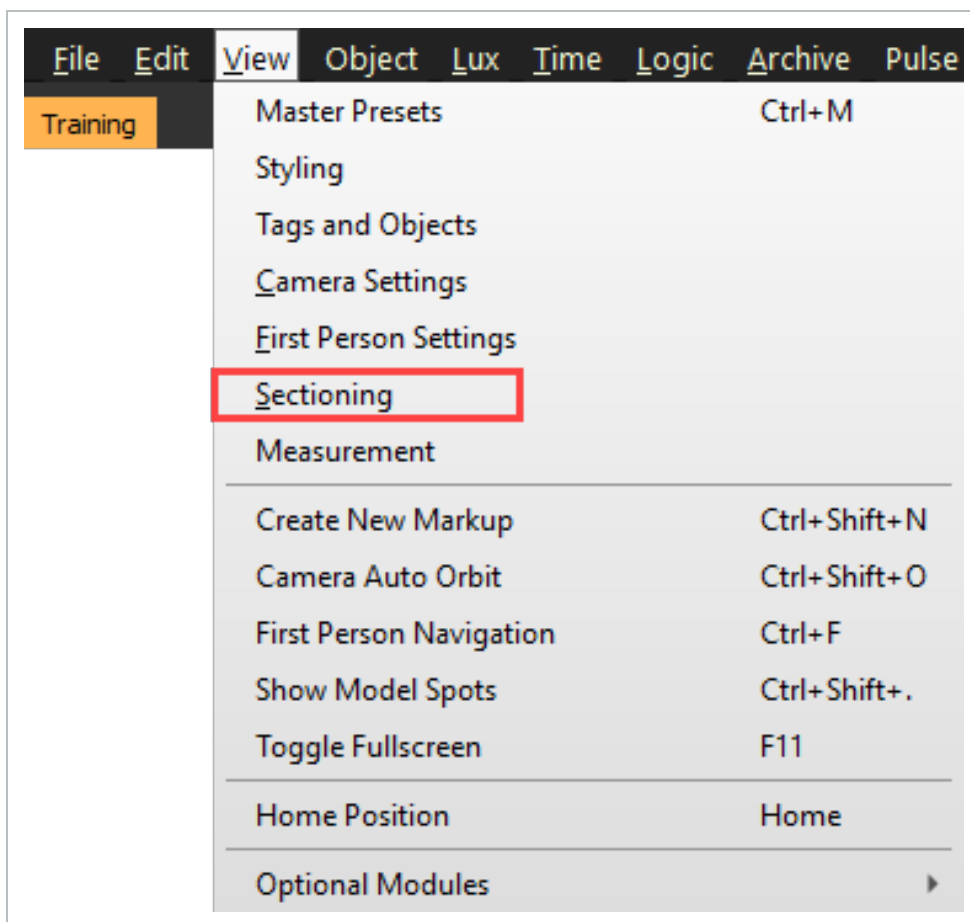 File Edit View Object Lux Time Logic Archive Pulse
Training
Master Presets Ctrl+M
Styling
Tags and Objects
Camera Settings
First Person Settings
Sectioning
Measurement
Create New Markup Ctrl+Shift+N
Camera Auto Orbit Ctrl+Shift+O
First Person Navigation Ctrl+F
Show Model Spots Ctrl+Shift+.
Toggle Fullscreen F11
Home Position Home
Optional Modules